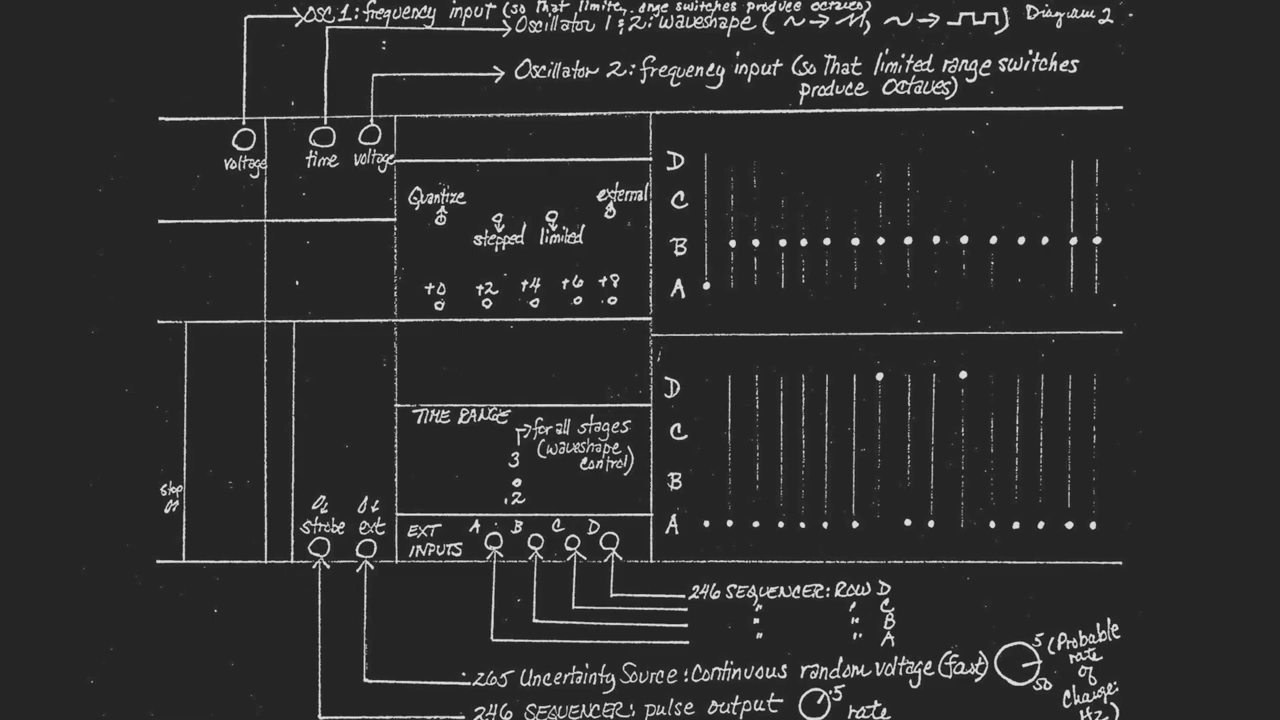 Osc 1: frequency input (so that limited range switches produce octaves)
Oscillator 1 & 2: waveshape ( Diagram 2
Oscillator 2: frequency input (so that limited range switches
produce octaves)
voltage time voltage
D
C
B
A
Quantize external
stepped limited
+0 +2 +4 +6 +8
TIME RANGE
for all stages
(waveshape
control)
3
0
.2
D
C
B
A
stop
strobe ext
EXT
INPUTS
A B C D
246 SEQUENCER: ROW D
" " C
" " B
" " A
265 Uncertainty Source: Continuous random voltage (fast) .5 50 (Probable
rate
of
Change:
Hz)
246 SEQUENCER: pulse output .5 rate